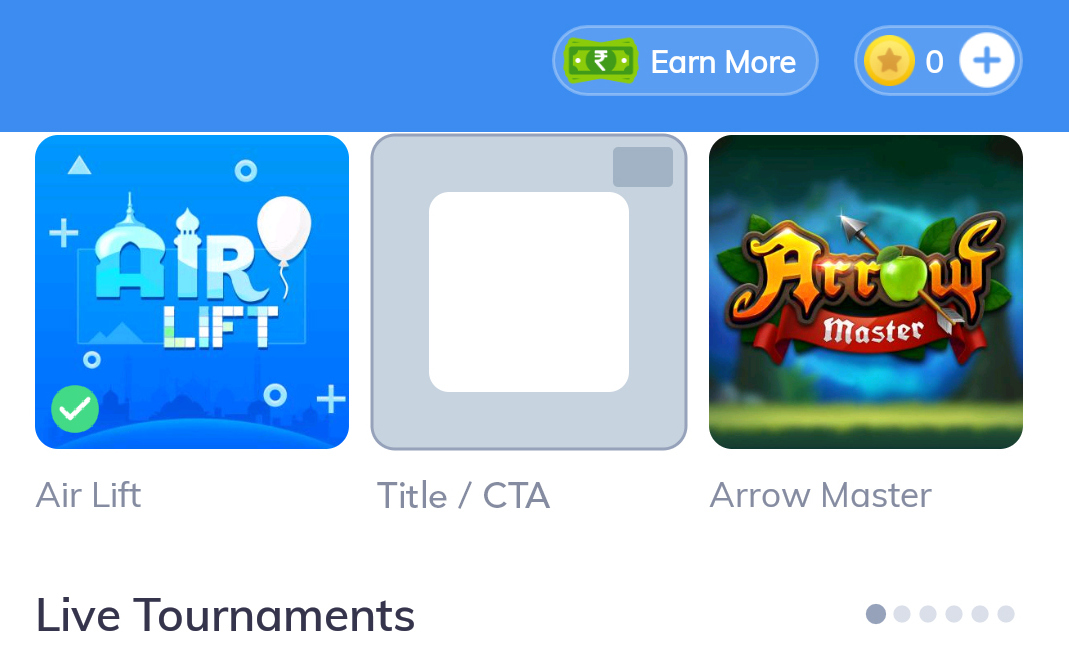 ₹ Earn More 0
AIR
LIFT
Arrow
Master
Air Lift
Title / CTA
Arrow Master
Live Tournaments